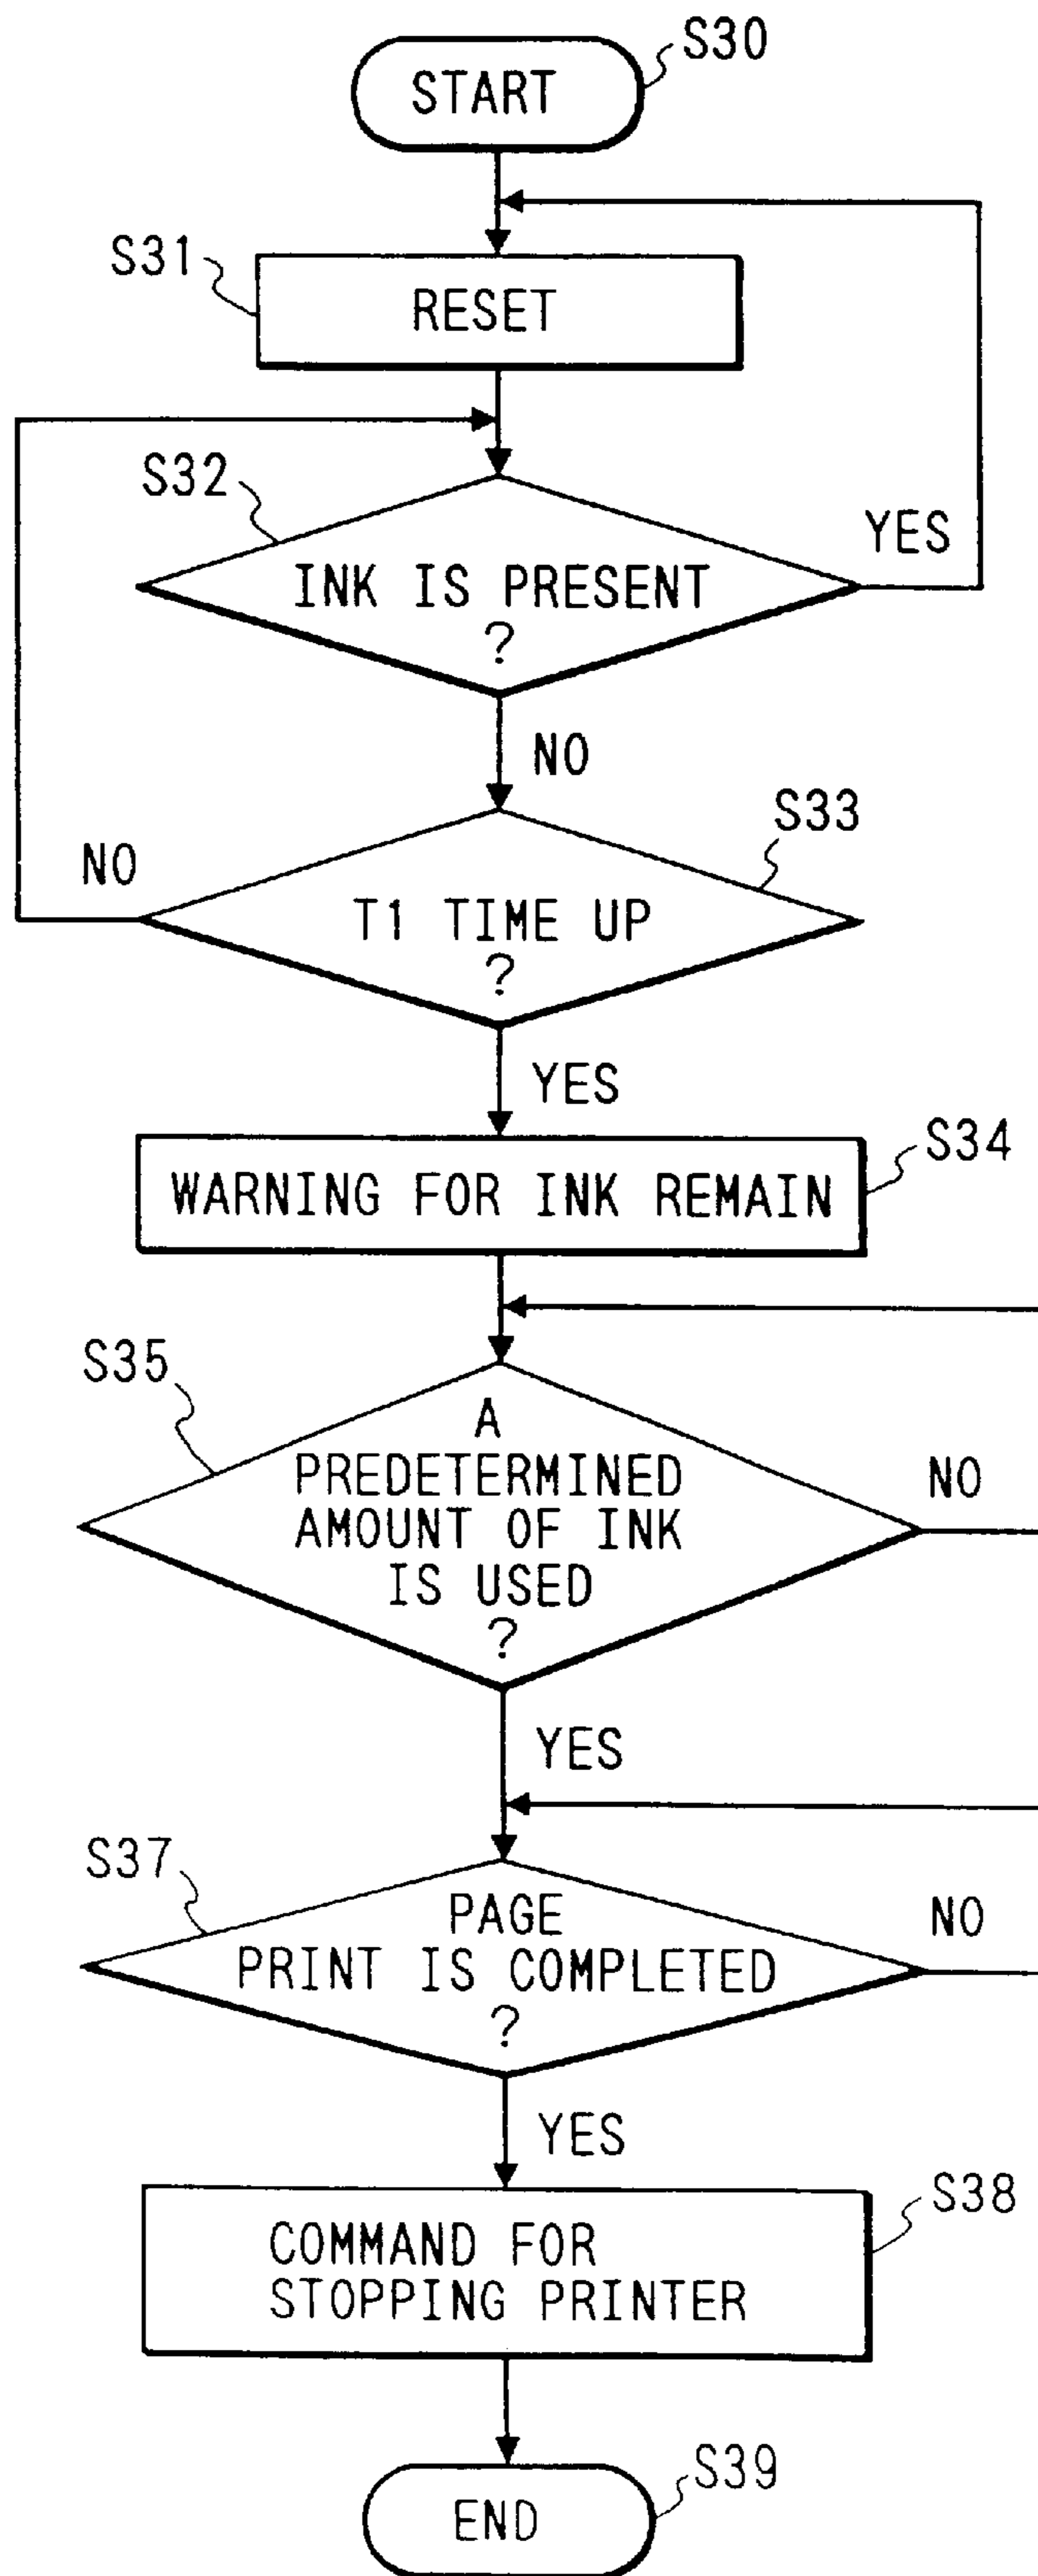 START
S30
S31
RESET
S32
INK IS PRESENT
?
YES
NO
S33
T1 TIME UP
?
NO
YES
WARNING FOR INK REMAIN
S34
S35
A
PREDETERMINED
AMOUNT OF INK
IS USED
?
NO
YES
S37
PAGE
PRINT IS COMPLETED
?
NO
YES
COMMAND FOR
STOPPING PRINTER
S38
END
S39